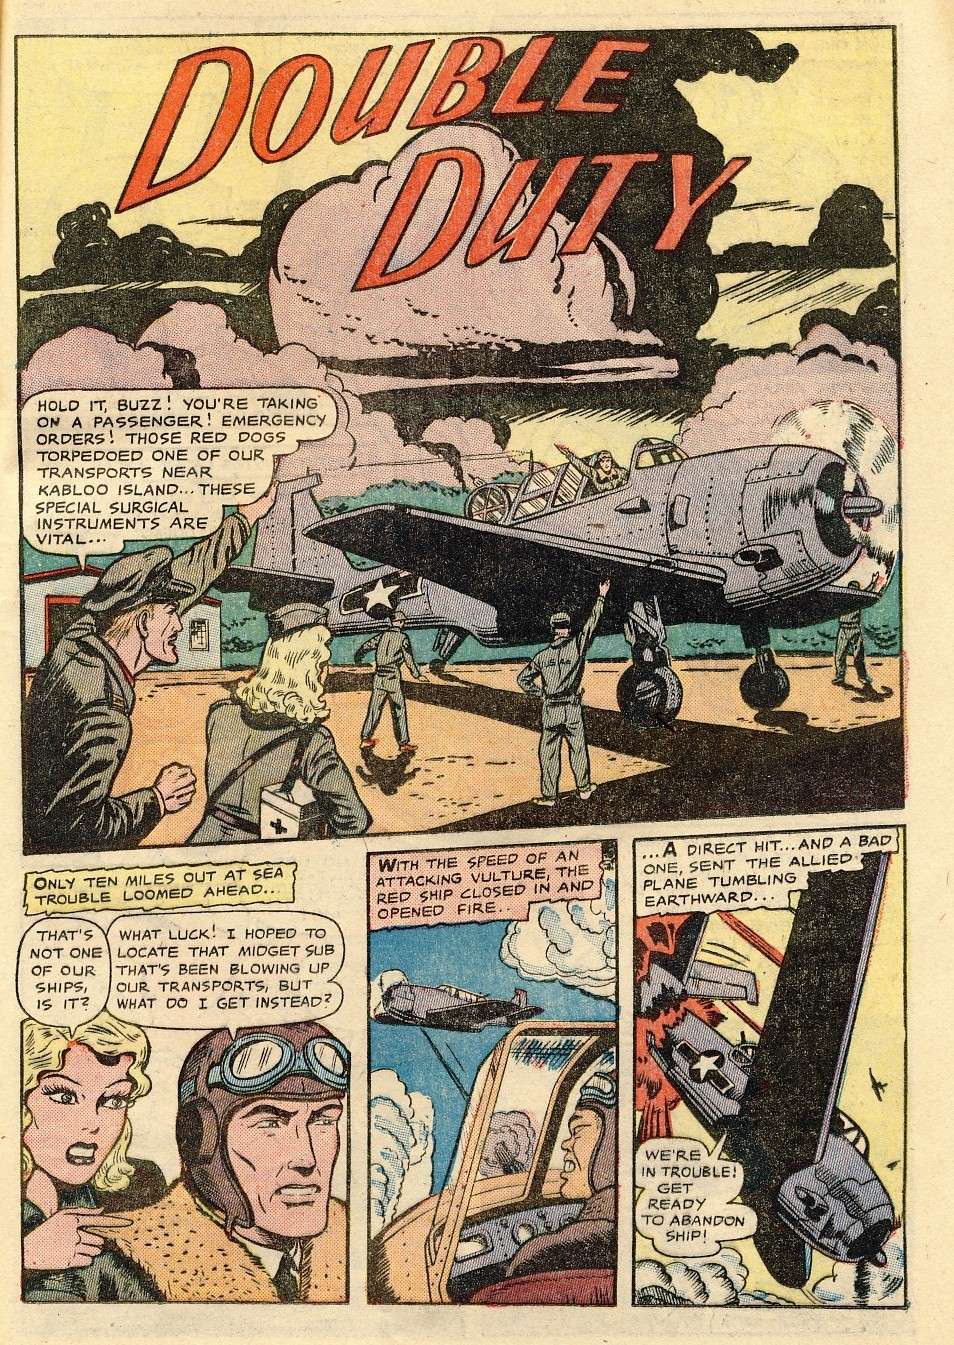 DOUBLE
DUTY
HOLD IT, BUZZ! YOU'RE TAKING
ON A PASSENGER! EMERGENCY
ORDERS! THOSE RED DOGS
TORPEDOED ONE OF OUR
TRANSPORTS NEAR
KABLOO ISLAND... THESE
SPECIAL SURGICAL
INSTRUMENTS ARE
VITAL...
ONLY TEN MILES OUT AT SEA
TROUBLE LOOMED AHEAD...
THAT'S
NOT ONE
OF OUR
SHIPS,
IS IT?
WHAT LUCK! I HOPED TO
LOCATE THAT MIDGET SUB
THAT'S BEEN BLOWING UP
OUR TRANSPORTS, BUT
WHAT DO I GET INSTEAD?
WITH THE SPEED OF AN
ATTACKING VULTURE, THE
RED SHIP CLOSED IN AND
OPENED FIRE...
...A DIRECT HIT...AND A BAD
ONE, SENT THE ALLIED
PLANE TUMBLING
EARTHWARD...
WE'RE
IN TROUBLE!
GET
READY
TO ABANDON
SHIP!